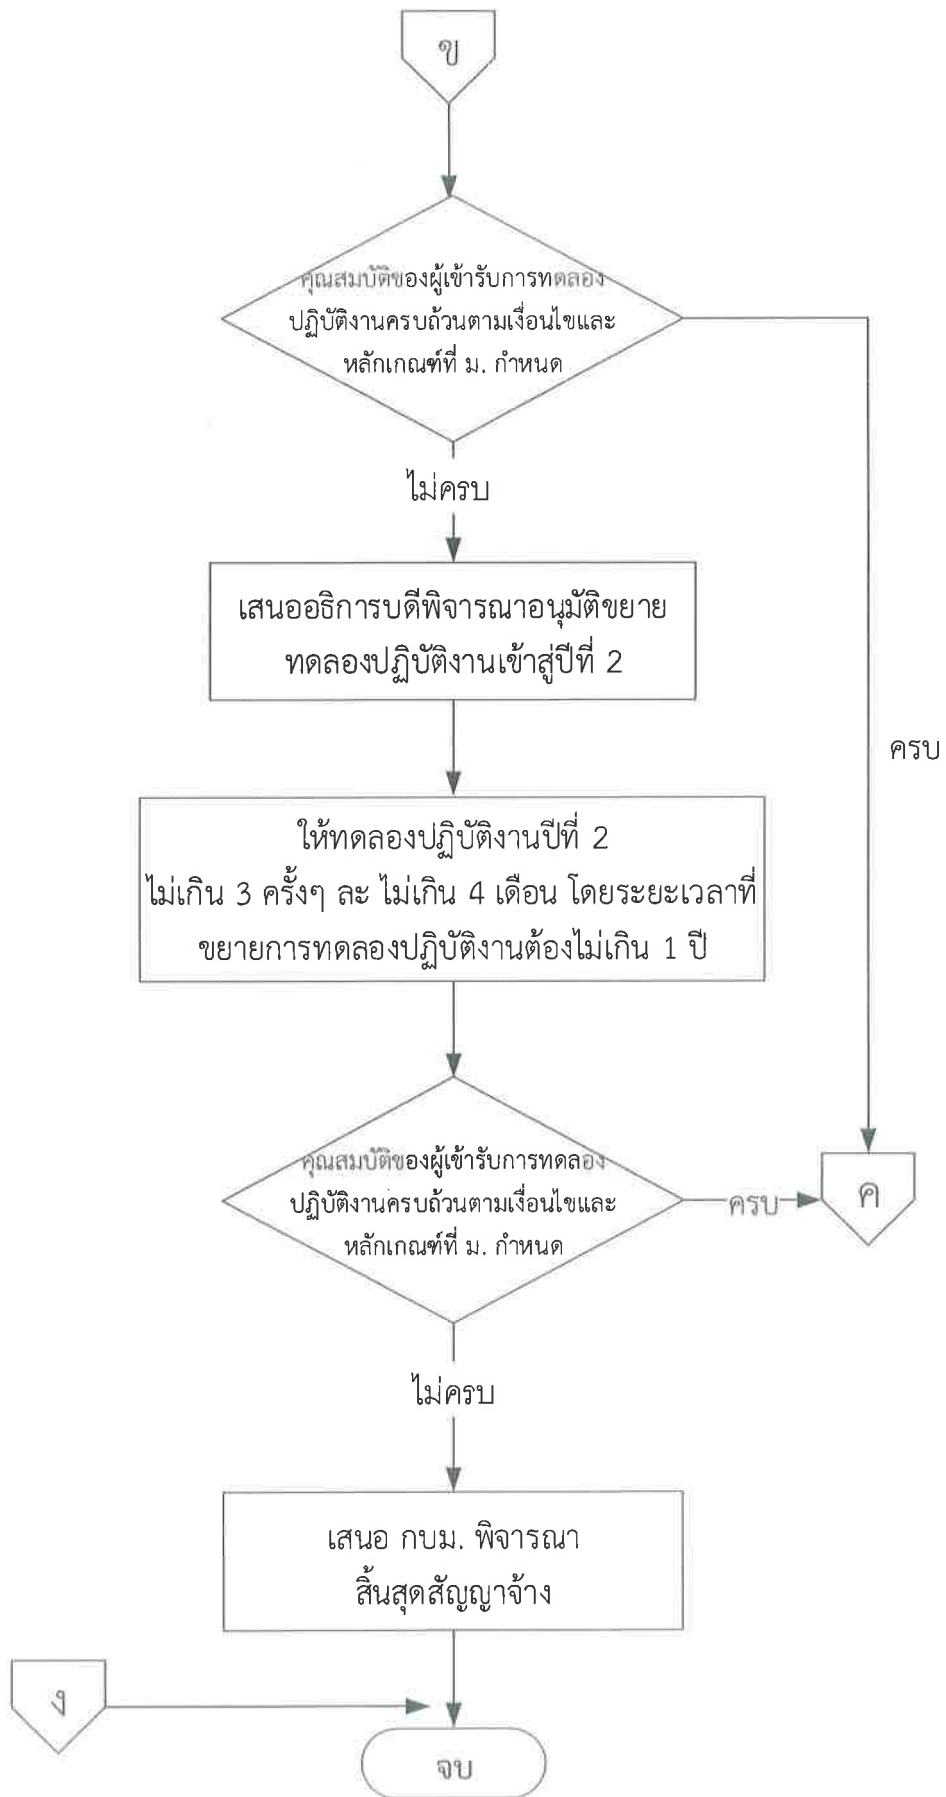 ข
คุณสมบัติของผู้เข้ารับการทดลอง
ปฏิบัติงานครบถ้วนตามเงื่อนไขและ
หลักเกณฑ์ที่ ม. กำหนด
ไม่ครบ
เสนออธิการบดีพิจารณาอนุมัติขยาย
ทดลองปฏิบัติงานเข้าสู่ปีที่ 2
ครบ
ให้ทดลองปฏิบัติงานปีที่ 2
ไม่เกิน 3 ครั้งๆ ละ ไม่เกิน 4 เดือน โดยระยะเวลาที่
ขยายการทดลองปฏิบัติงานต้องไม่เกิน 1 ปี
คุณสมบัติของผู้เข้ารับการทดลอง
ปฏิบัติงานครบถ้วนตามเงื่อนไขและ
หลักเกณฑ์ที่ ม. กำหนด
ครบ
ค
ไม่ครบ
เสนอ กบม. พิจารณา
สิ้นสุดสัญญาจ้าง
ง
จบ